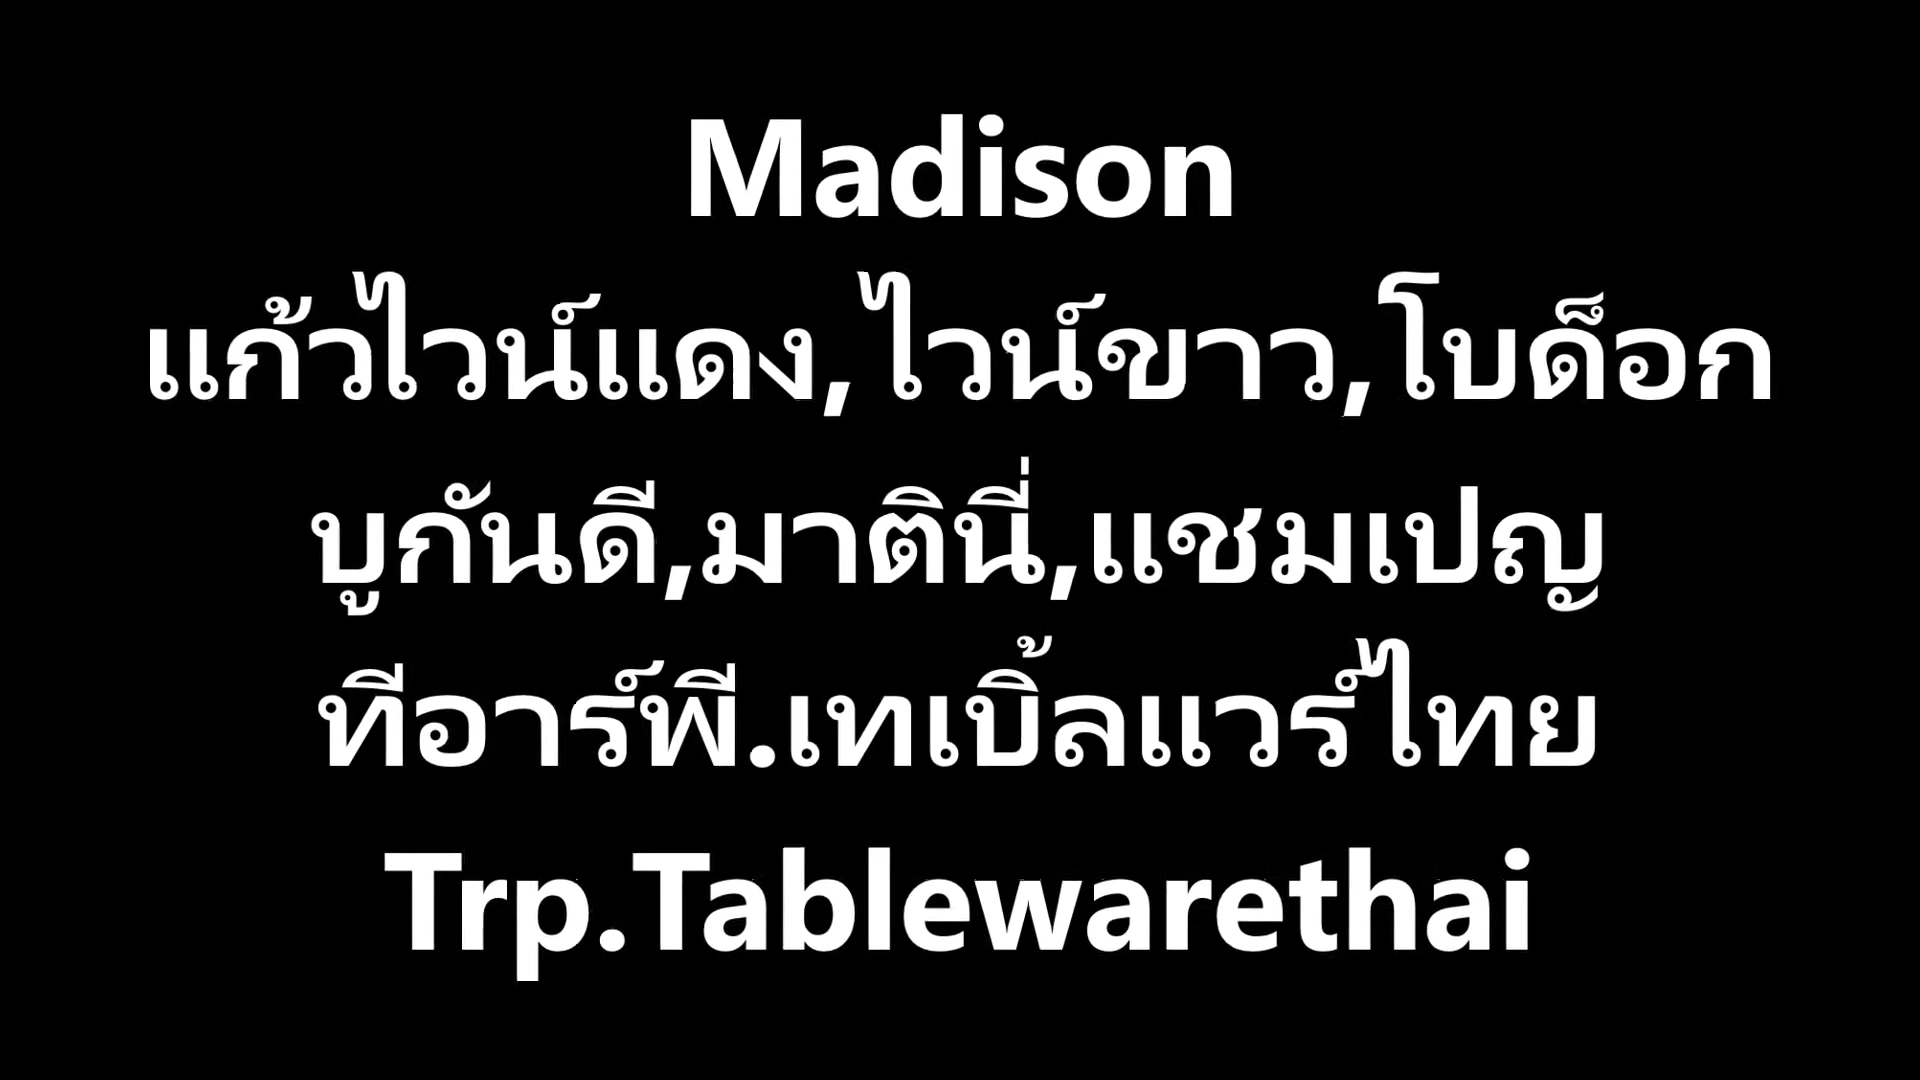 Madison
แก้วไวน์แดง,ไวน์ขาว,โบด็อก
บูกันดี,มาตินี่,แชมเปญ
ทีอาร์พี.เทเบิ้ลแวร์ไทย
Trp.Tablewarethai